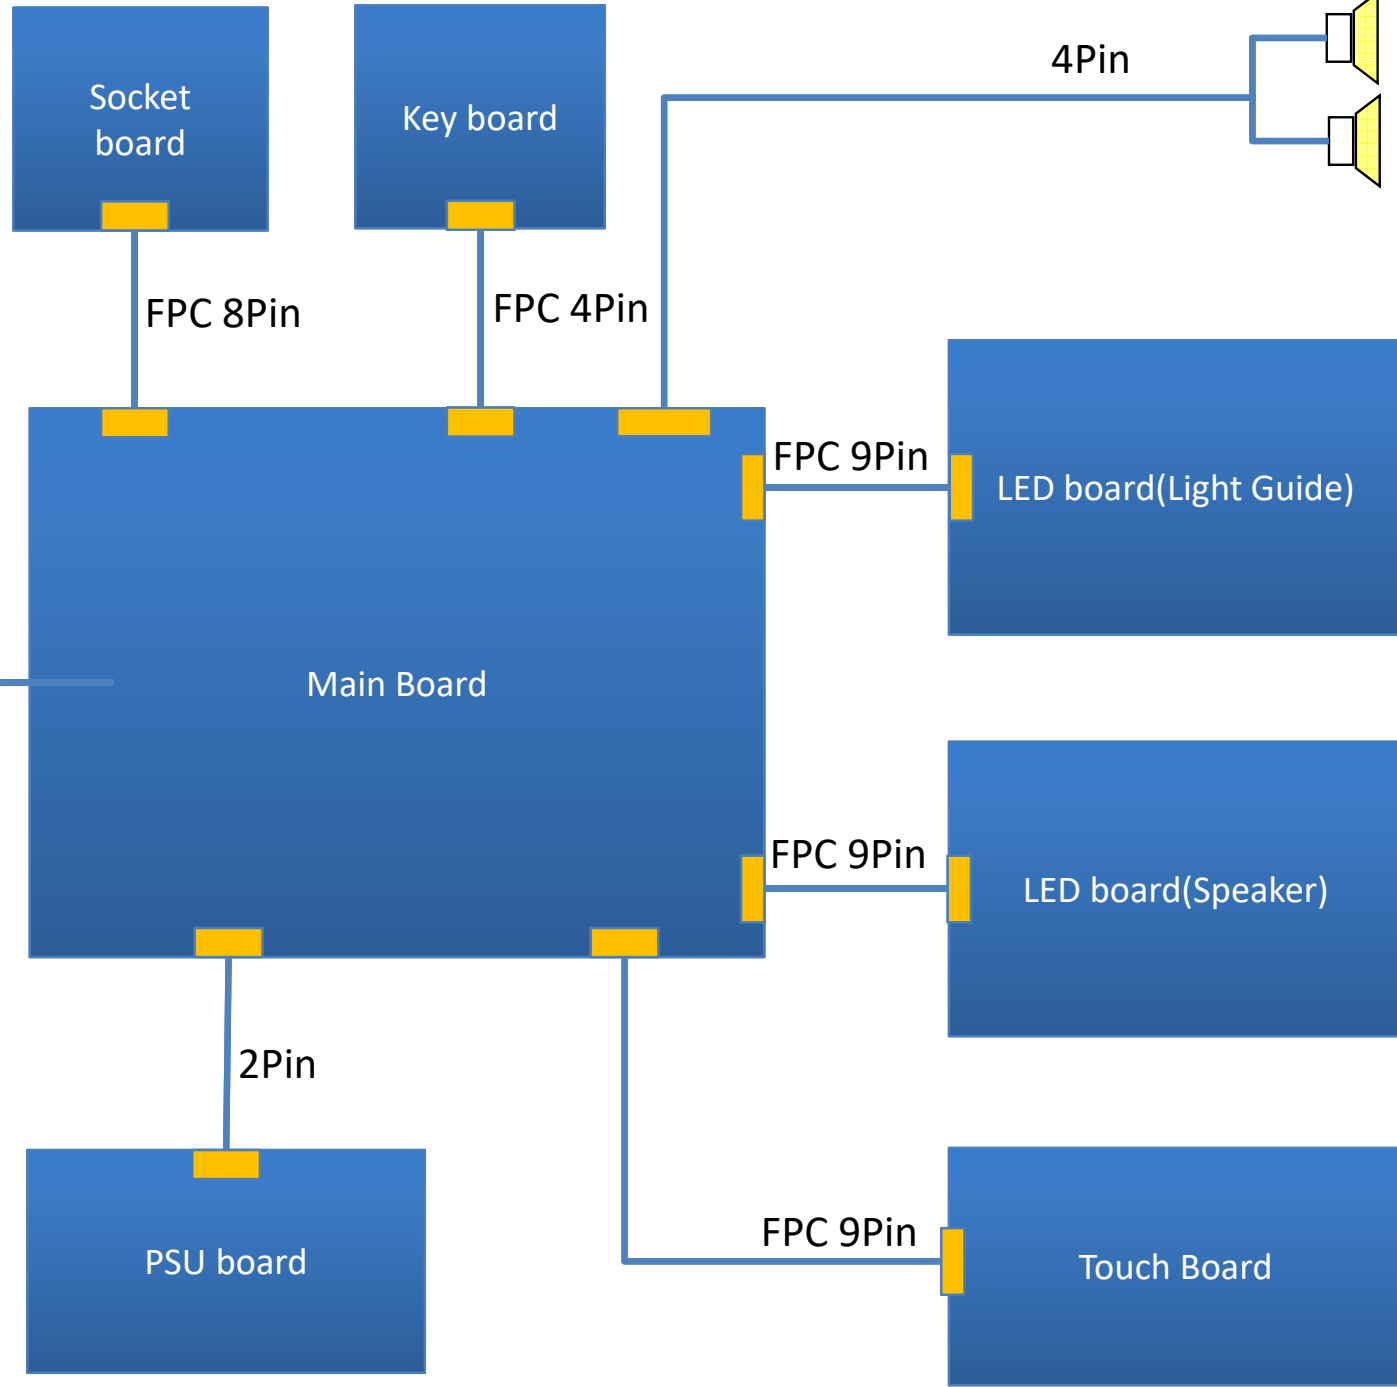 Socket
board
Key board
4Pin
FPC 8Pin
FPC 4Pin
FPC 9Pin
LED board(Light Guide)
Main Board
FPC 9Pin
LED board(Speaker)
2Pin
PSU board
FPC 9Pin
Touch Board